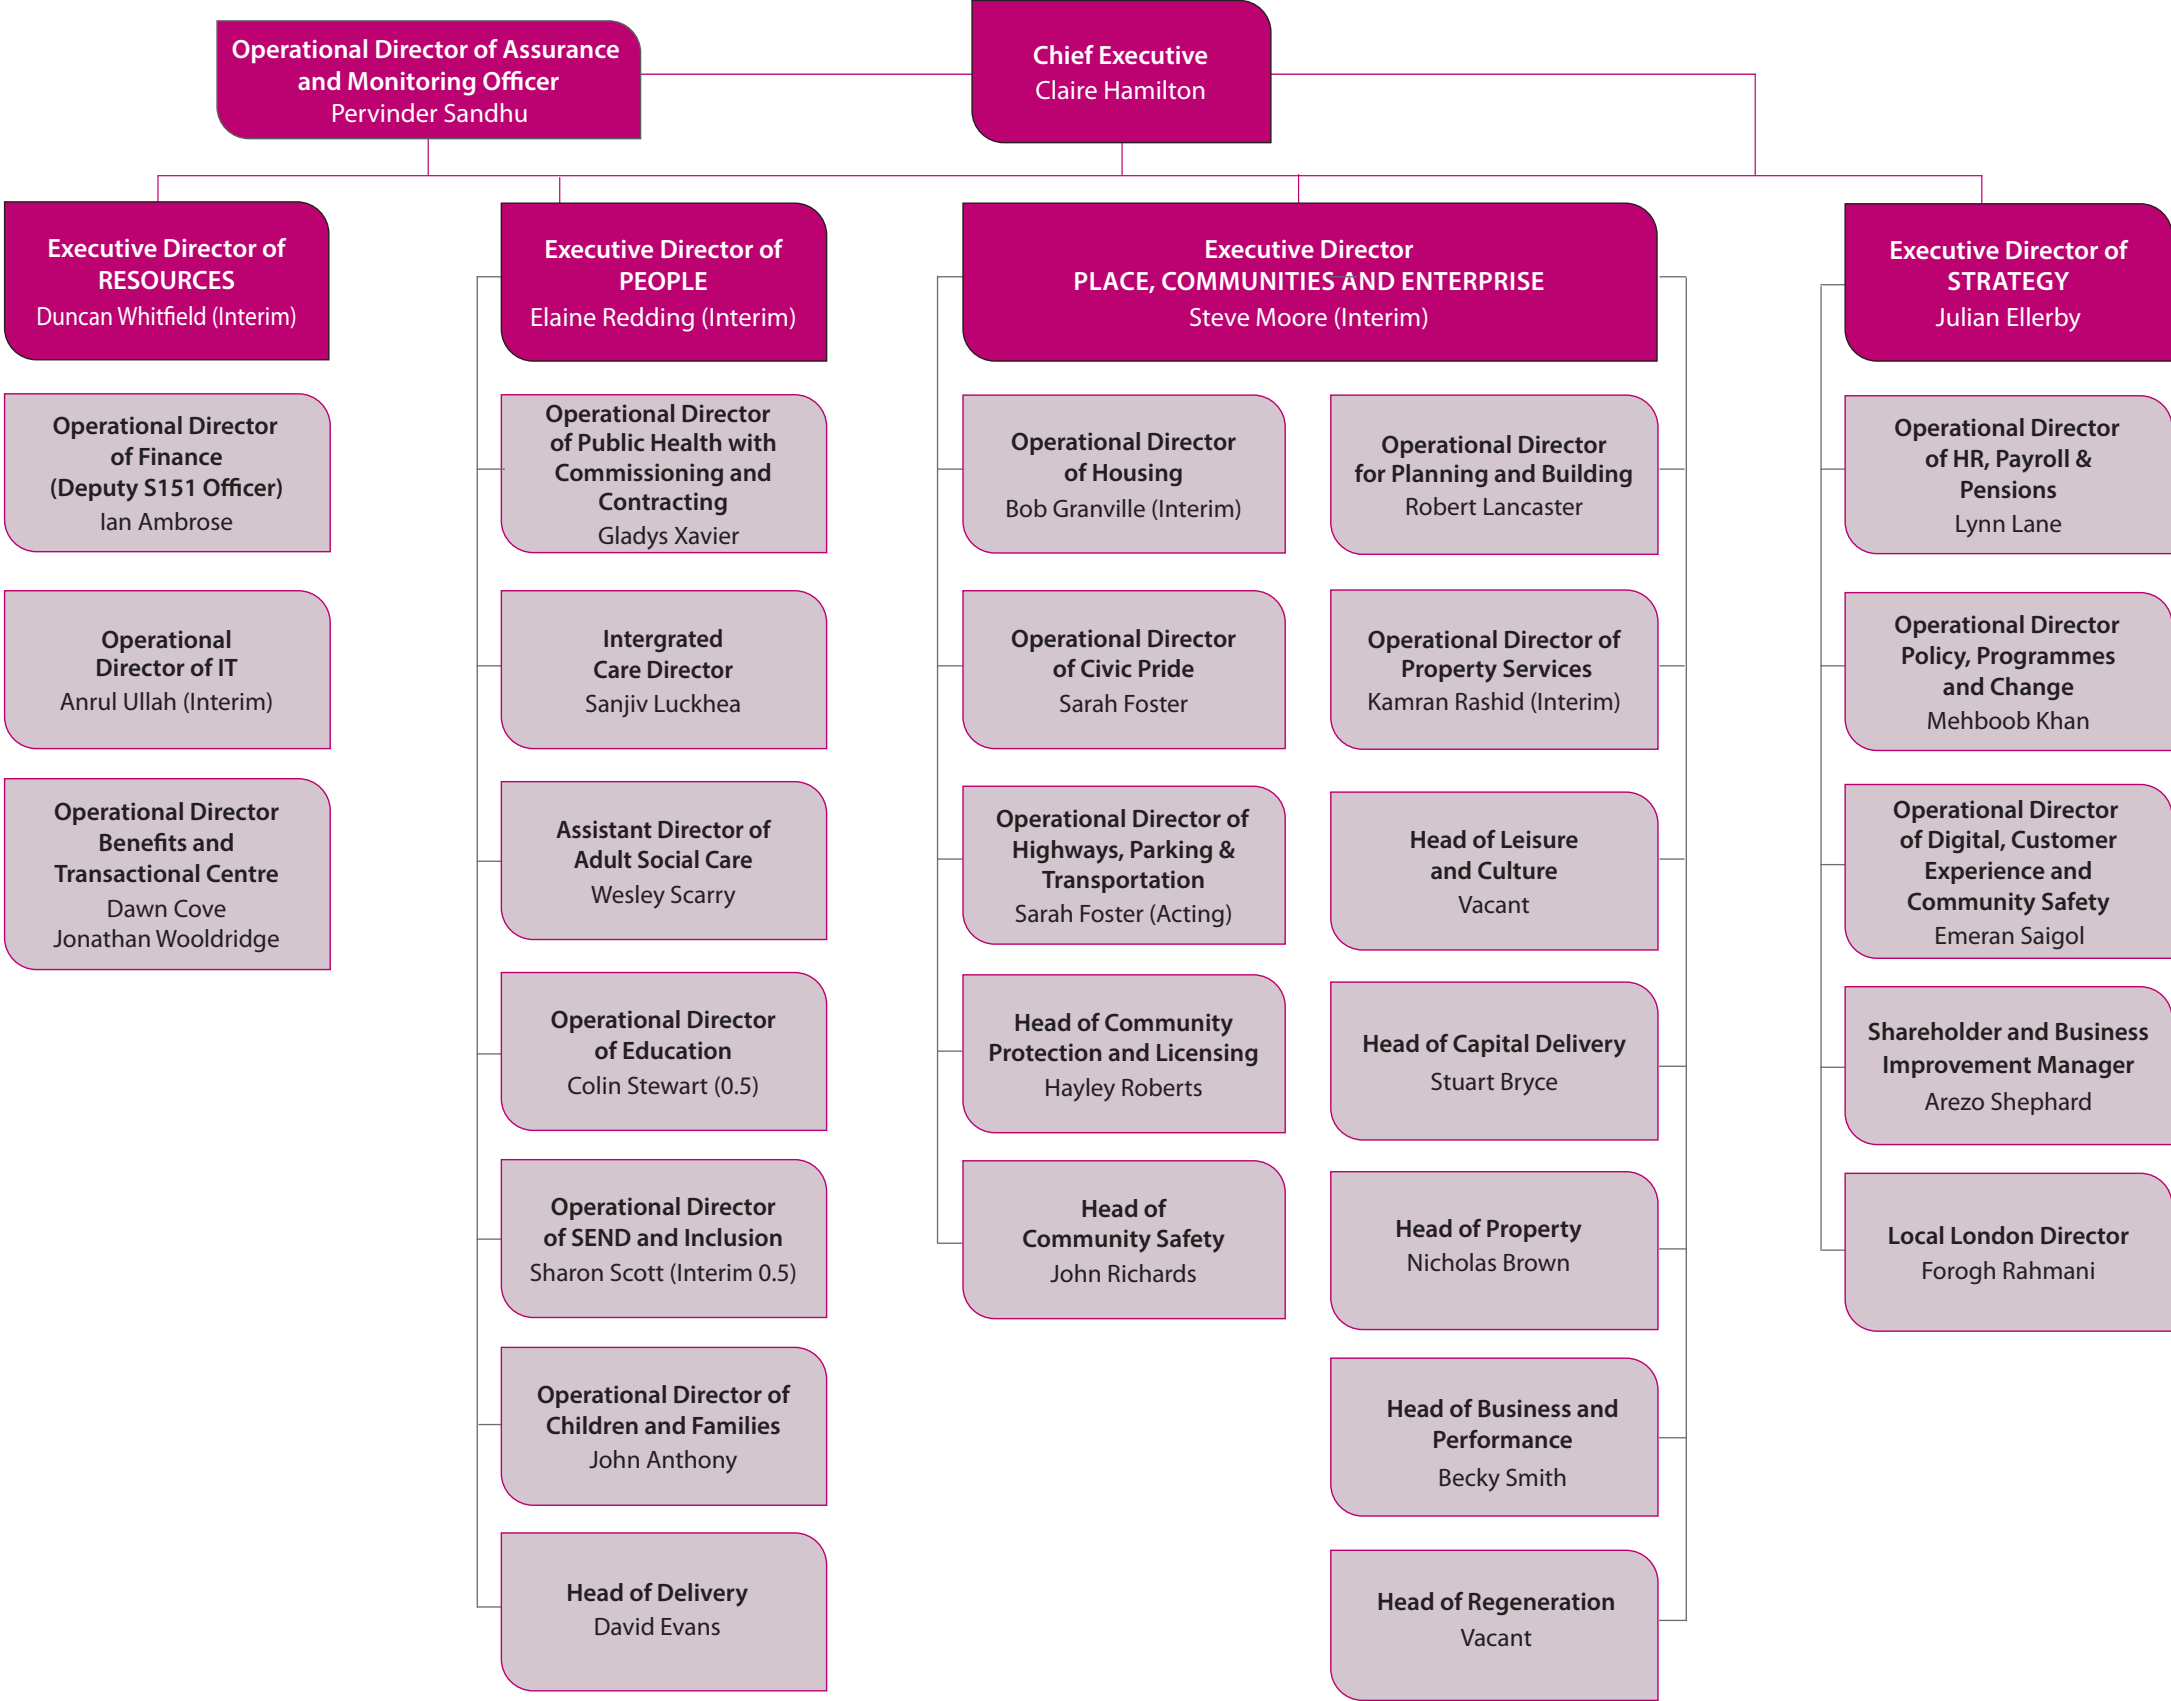 Operational Director of Assurance
and Monitoring Officer
Pervinder Sandhu
Chief Executive
Claire Hamilton
Executive Director of
RESOURCES
Duncan Whitfield (Interim)
Operational Director
of Finance
(Deputy S151 Officer)
Ian Ambrose
Operational
Director of IT
Anrul Ullah (Interim)
Operational Director
Benefits and
Transactional Centre
Dawn Cove
Jonathan Wooldridge
Executive Director of
PEOPLE
Elaine Redding (Interim)
Operational Director
of Public Health with
Commissioning and
Contracting
Gladys Xavier
Intergrated
Care Director
Sanjiv Luckhea
Assistant Director of
Adult Social Care
Wesley Scarry
Operational Director
of Education
Colin Stewart (0.5)
Operational Director
of SEND and Inclusion
Sharon Scott (Interim 0.5)
Operational Director of
Children and Families
John Anthony
Head of Delivery
David Evans
Executive Director
PLACE, COMMUNITIES AND ENTERPRISE
Steve Moore (Interim)
Operational Director
of Housing
Bob Granville (Interim)
Operational Director
of Civic Pride
Sarah Foster
Operational Director of
Highways, Parking &
Transportation
Sarah Foster (Acting)
Head of Community
Protection and Licensing
Hayley Roberts
Head of
Community Safety
John Richards
Operational Director
for Planning and Building
Robert Lancaster
Operational Director of
Property Services
Kamran Rashid (Interim)
Head of Leisure
and Culture
Vacant
Head of Capital Delivery
Stuart Bryce
Head of Property
Nicholas Brown
Head of Business and
Performance
Becky Smith
Head of Regeneration
Vacant
Executive Director of
STRATEGY
Julian Ellerby
Operational Director
of HR, Payroll &
Pensions
Lynn Lane
Operational Director
Policy, Programmes
and Change
Mehboob Khan
Operational Director
of Digital, Customer
Experience and
Community Safety
Emeran Saigol
Shareholder and Business
Improvement Manager
Arezo Shephard
Local London Director
Forogh Rahmani